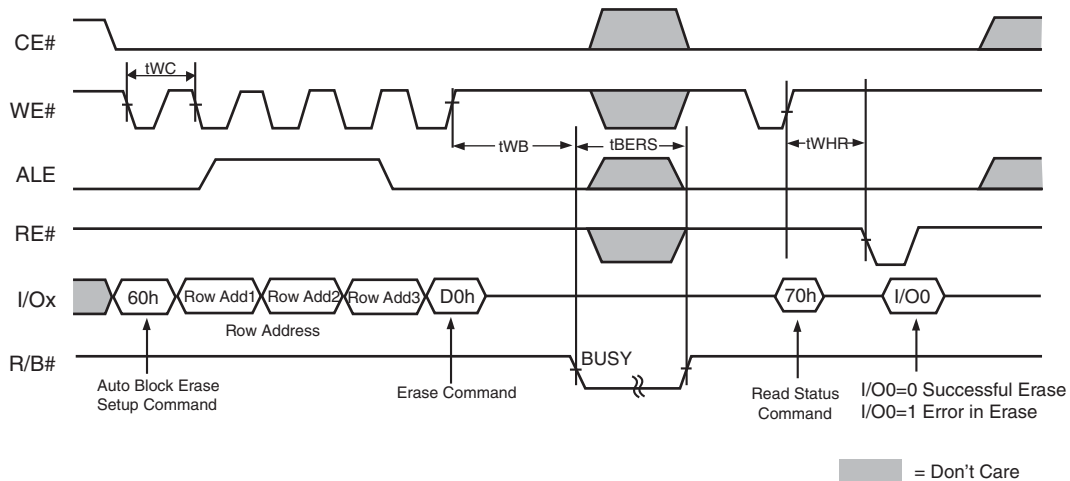 CE#
tWC
WE#
tWB
tBERS
tWHR
ALE
RE#
I/Ox
60h
Row Add1
Row Add2
Row Add3
D0h
70h
I/O0
Row Address
R/B#
BUSY
Auto Block Erase
Setup Command
Erase Command
Read Status
Command
I/O0=0 Successful Erase
I/O0=1 Error in Erase
= Don't Care